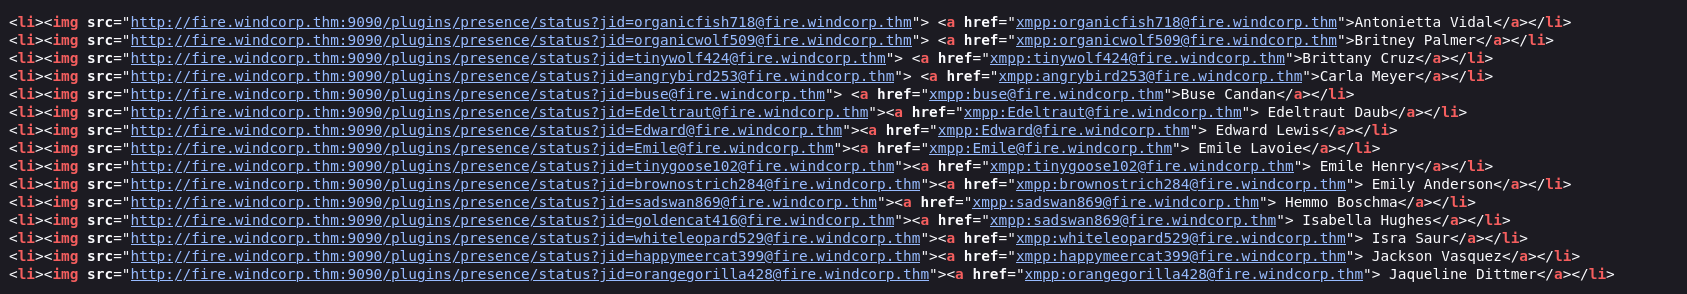 <li><img src="http://fire.windcorp.thm:9090/plugins/presence/status?jid=organicfish718@fire.windcorp.thm"> <a href="xmpp:organicfish718@fire.windcorp.thm">Antonietta Vidal</a></li>
<li><img src="http://fire.windcorp.thm:9090/plugins/presence/status?jid=organicwolf509@fire.windcorp.thm"> <a href="xmpp:organicwolf509@fire.windcorp.thm">Britney Palmer</a></li>
<li><img src="http://fire.windcorp.thm:9090/plugins/presence/status?jid=tinywolf424@fire.windcorp.thm"> <a href="xmpp:tinywolf424@fire.windcorp.thm">Brittany Cruz</a></li>
<li><img src="http://fire.windcorp.thm:9090/plugins/presence/status?jid=angrybird253@fire.windcorp.thm"> <a href="xmpp:angrybird253@fire.windcorp.thm">Carla Meyer</a></li>
<li><img src="http://fire.windcorp.thm:9090/plugins/presence/status?jid=buse@fire.windcorp.thm"> <a href="xmpp:buse@fire.windcorp.thm">Buse Candan</a></li>
<li><img src="http://fire.windcorp.thm:9090/plugins/presence/status?jid=Edeltraut@fire.windcorp.thm"><a href="xmpp:Edeltraut@fire.windcorp.thm"> Edeltraut Daub</a></li>
<li><img src="http://fire.windcorp.thm:9090/plugins/presence/status?jid=Edward@fire.windcorp.thm"><a href="xmpp:Edward@fire.windcorp.thm"> Edward Lewis</a></li>
<li><img src="http://fire.windcorp.thm:9090/plugins/presence/status?jid=Emile@fire.windcorp.thm"><a href="xmpp:Emile@fire.windcorp.thm"> Emile Lavoie</a></li>
<li><img src="http://fire.windcorp.thm:9090/plugins/presence/status?jid=tinygoose102@fire.windcorp.thm"><a href="xmpp:tinygoose102@fire.windcorp.thm"> Emile Henry</a></li>
<li><img src="http://fire.windcorp.thm:9090/plugins/presence/status?jid=brownostrich284@fire.windcorp.thm"><a href="xmpp:brownostrich284@fire.windcorp.thm"> Emily Anderson</a></li>
<li><img src="http://fire.windcorp.thm:9090/plugins/presence/status?jid=sadswan869@fire.windcorp.thm"><a href="xmpp:sadswan869@fire.windcorp.thm"> Hemmo Boschma</a></li>
<li><img src="http://fire.windcorp.thm:9090/plugins/presence/status?jid=goldencat416@fire.windcorp.thm"><a href="xmpp:sadswan869@fire.windcorp.thm"> Isabella Hughes</a></li>
<li><img src="http://fire.windcorp.thm:9090/plugins/presence/status?jid=whiteleopard529@fire.windcorp.thm"><a href="xmpp:whiteleopard529@fire.windcorp.thm"> Isra Saur</a></li>
<li><img src="http://fire.windcorp.thm:9090/plugins/presence/status?jid=happymeercat399@fire.windcorp.thm"><a href="xmpp:happymeercat399@fire.windcorp.thm"> Jackson Vasquez</a></li>
<li><img src="http://fire.windcorp.thm:9090/plugins/presence/status?jid=orangegorilla428@fire.windcorp.thm"><a href="xmpp:orangegorilla428@fire.windcorp.thm"> Jaqueline Dittmer</a></li>